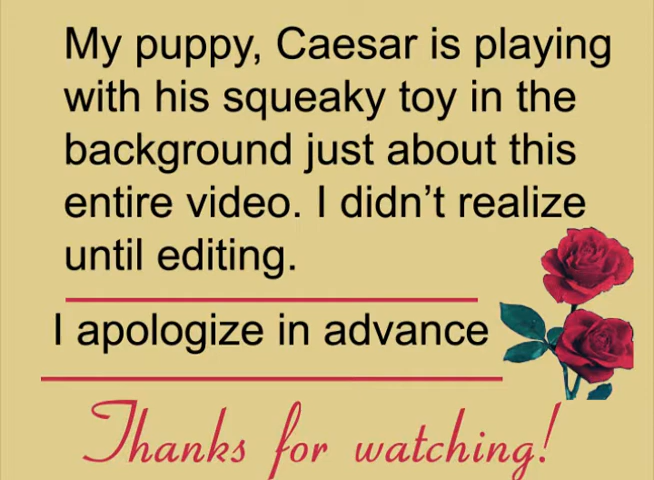 My puppy, Caesar is playing
with his squeaky toy in the
background just about this
entire video. I didn’t realize
until editing.
I apologize in advance
Thanks for watching!